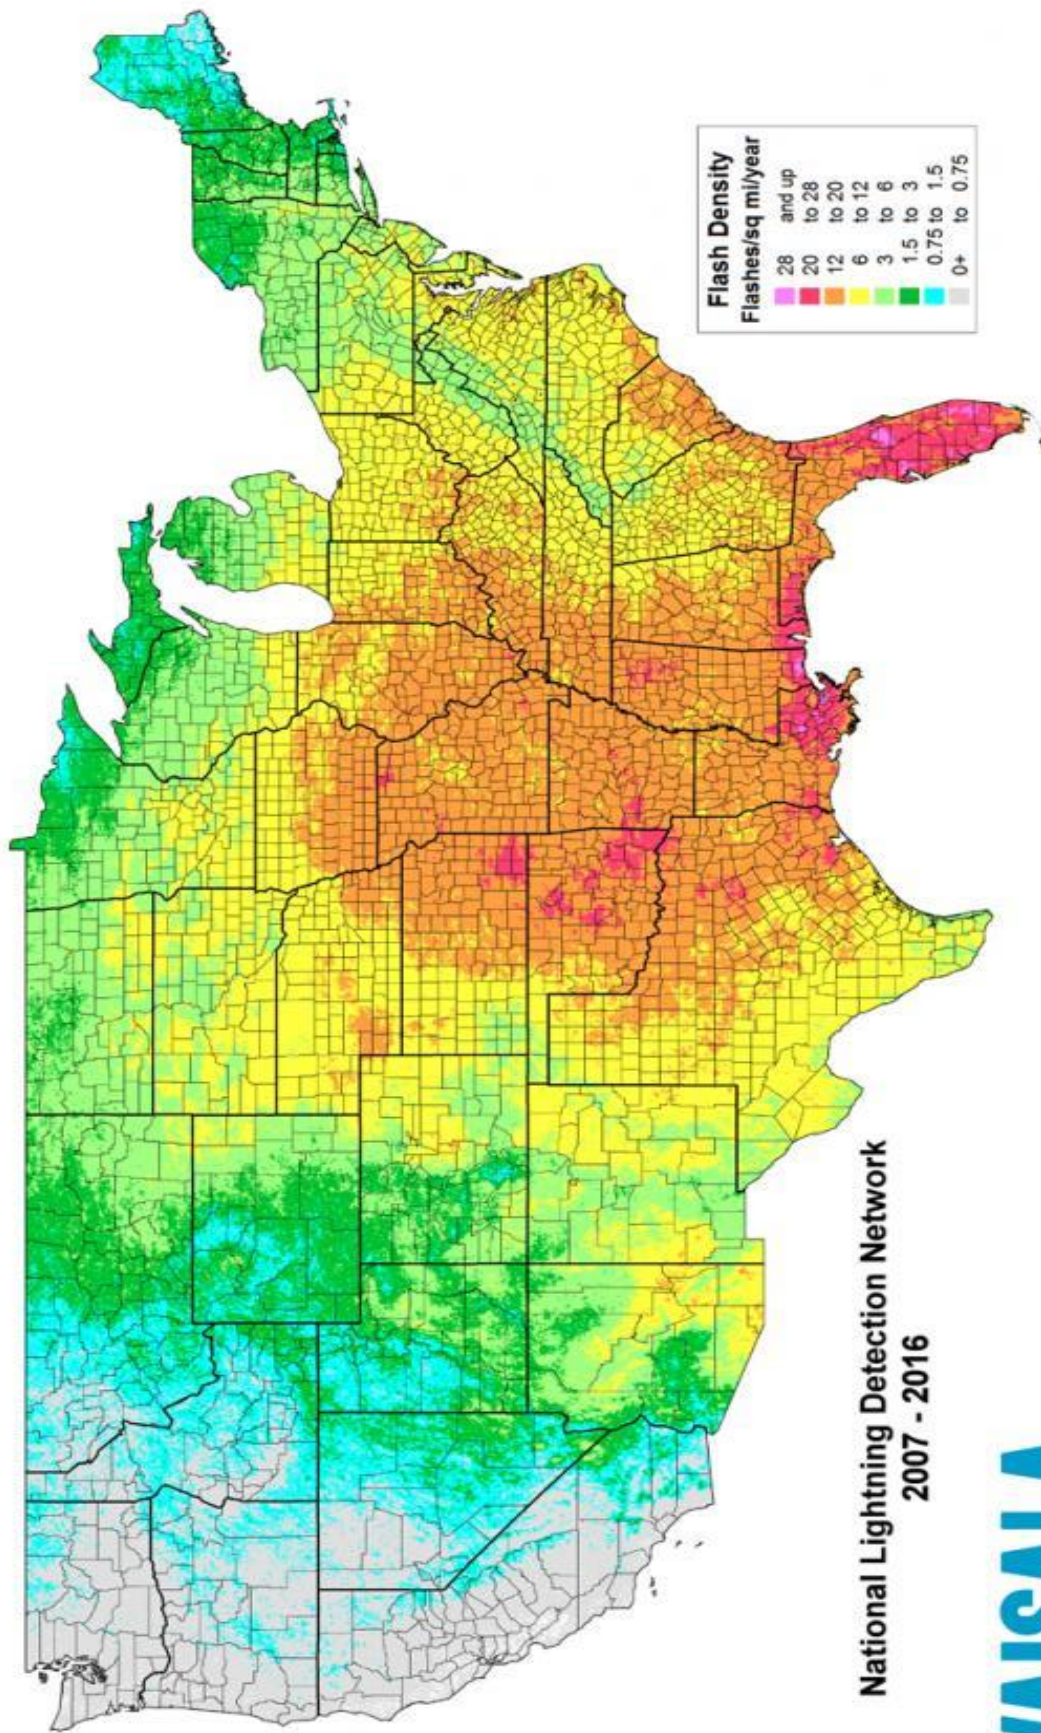 National Lightning Detection Network
2007 - 2016
Flash Density
Flashes/sq mi/year
28 and up
20 to 28
12 to 20
6 to 12
3 to 6
1.5 to 3
0.75 to 1.5
0+ to 0.75
VAISALA